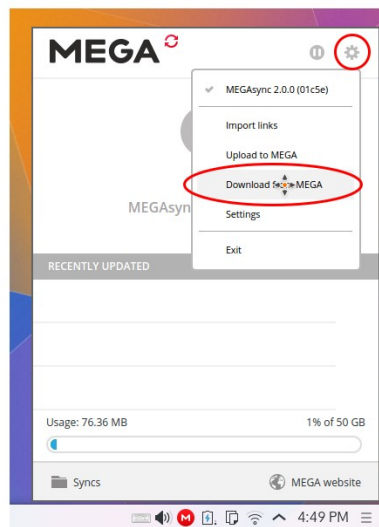 MEGA
MEGAsync 2.0.0 (01c5e)
Import links
Upload to MEGA
Download MEGA
MEGAsyn
Settings
Exit
RECENTLY UPDATED
Usage: 76.36 MB
1% of 50 GB
Syncs
MEGA website
M
4:49 PM